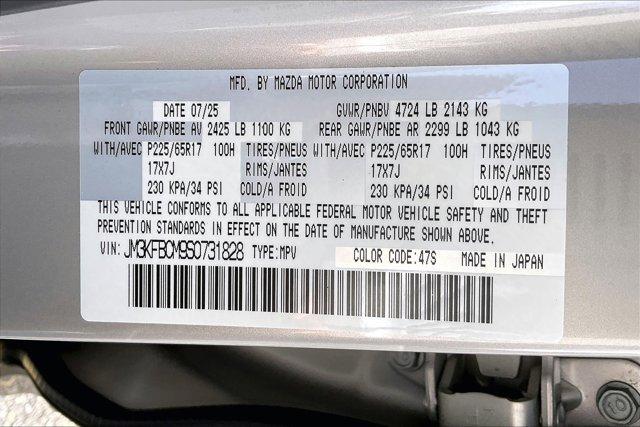 MFD. BY MAZDA MOTOR CORPORATION
DATE 07/25 GVWR/PNBV 4724 LB 2143 KG
FRONT GAWR/PNBE AV 2425 LB 1100 KG REAR GAWR/PNBE AR 2299 LB 1043 KG
WITH/AVEC P225/65R17 100H TIRES/PNEUS WITH/AVEC P225/65R17 100H TIRES/PNEUS
17X7J RIMS/JANTES 17X7J RIMS/JANTES
230 KPA/34 PSI COLD/A FROID 230 KPA/34 PSI COLD/A FROID
THIS VEHICLE CONFORMS TO ALL APPLICABLE FEDERAL MOTOR VEHICLE SAFETY AND THEFT
PREVENTION STANDARDS IN EFFECT ON THE DATE OF MANUFACTURE SHOWN ABOVE.
VIN: JM3KFBCM9S0731828 TYPE:MPV COLOR CODE:47S MADE IN JAPAN